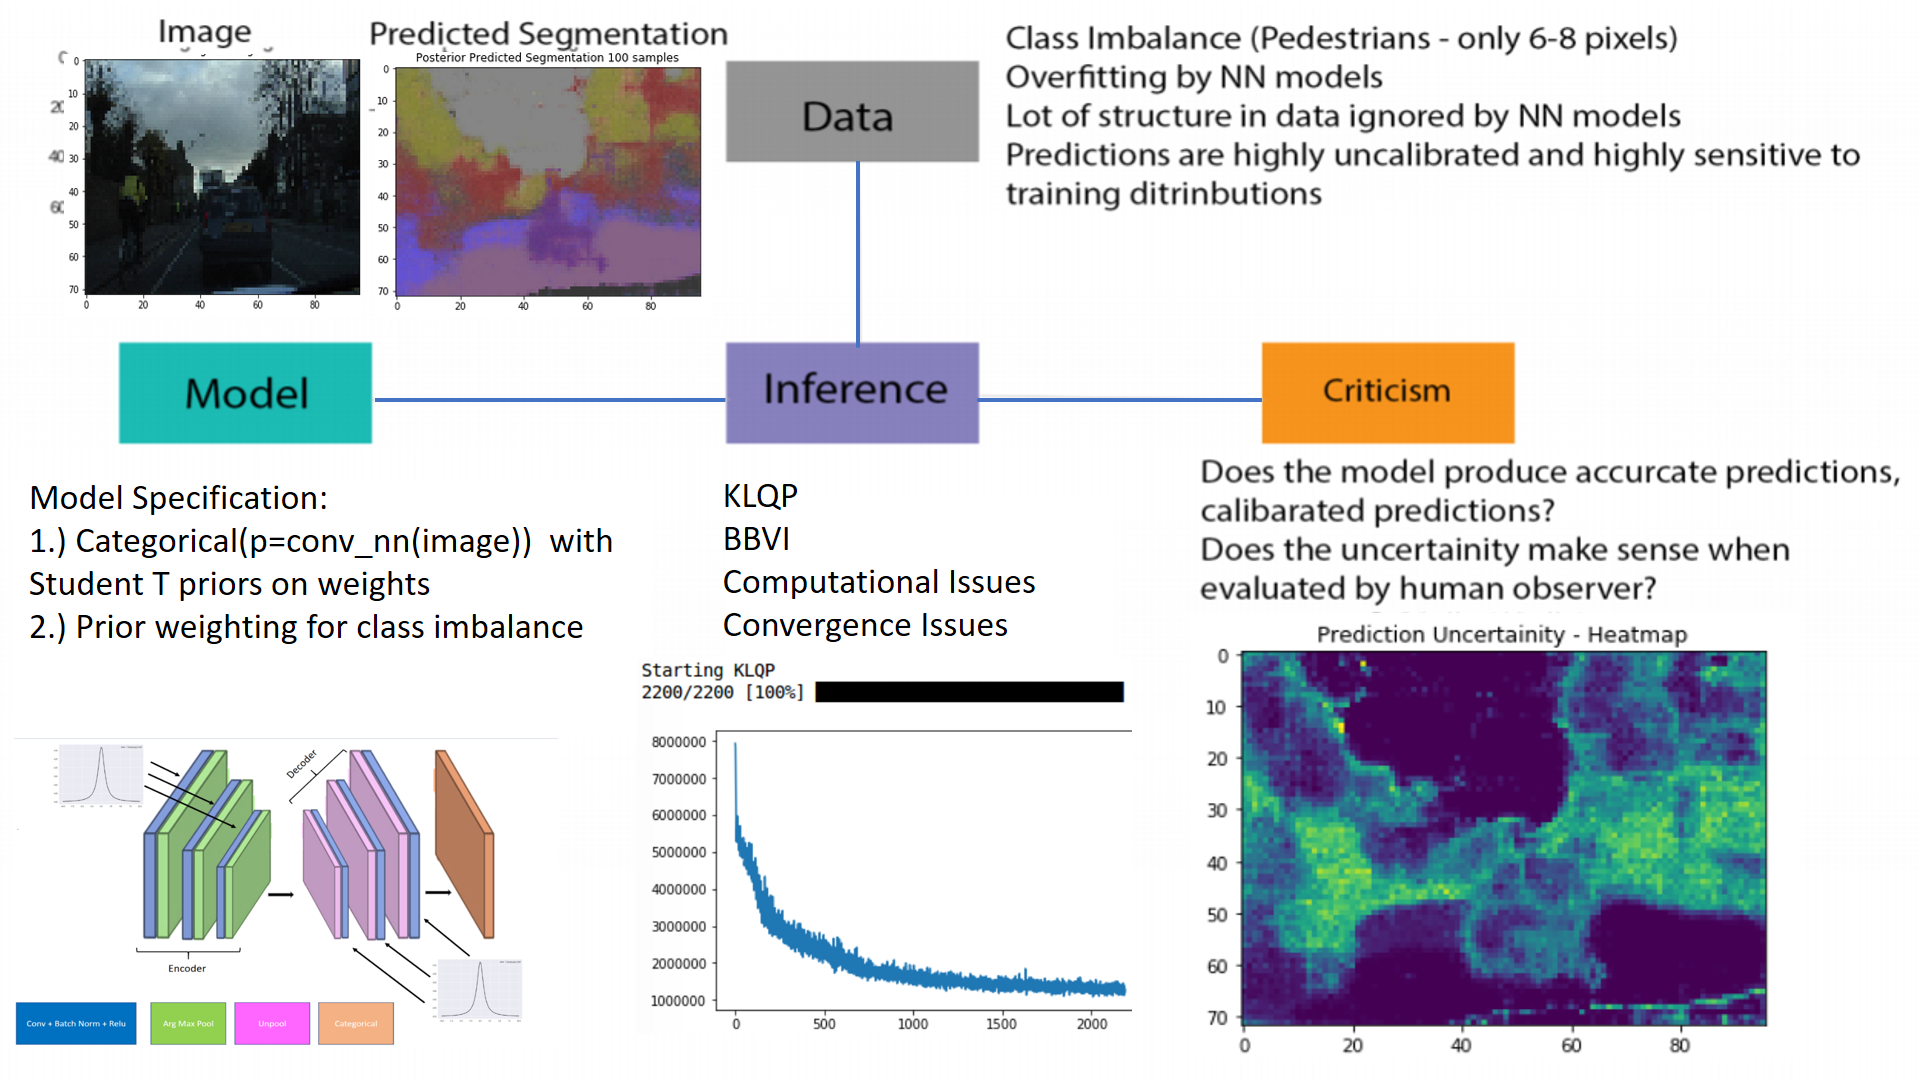 Image
Predicted Segmentation
Posterior Predicted Segmentation 100 samples
0
20
40
60
0
10
20
30
40
50
60
70
0
20
40
60
80
0
10
20
30
40
50
60
70
0
20
40
60
80
Data
Class Imbalance (Pedestrians - only 6-8 pixels)
Overfitting by NN models
Lot of structure in data ignored by NN models
Predictions are highly uncalibrated and highly sensitive to
training ditrinbutions
Model
Inference
Criticism
Model Specification:
1.) Categorical(p=conv_nn(image)) with
Student T priors on weights
2.) Prior weighting for class imbalance
KLQP
BBVI
Computational Issues
Convergence Issues
Does the model produce accurcate predictions,
calibarated predictions?
Does the uncertainity make sense when
evaluated by human observer?
Starting KLQP
2200/2200 [100%]
8000000
7000000
6000000
5000000
4000000
3000000
2000000
1000000
0
500
1000
1500
2000
Prediction Uncertainity - Heatmap
0
10
20
30
40
50
60
70
0
20
40
60
80
Decoder
Encoder
Conv + Batch Norm + Relu
Arg Max Pool
Unpool
Categorical